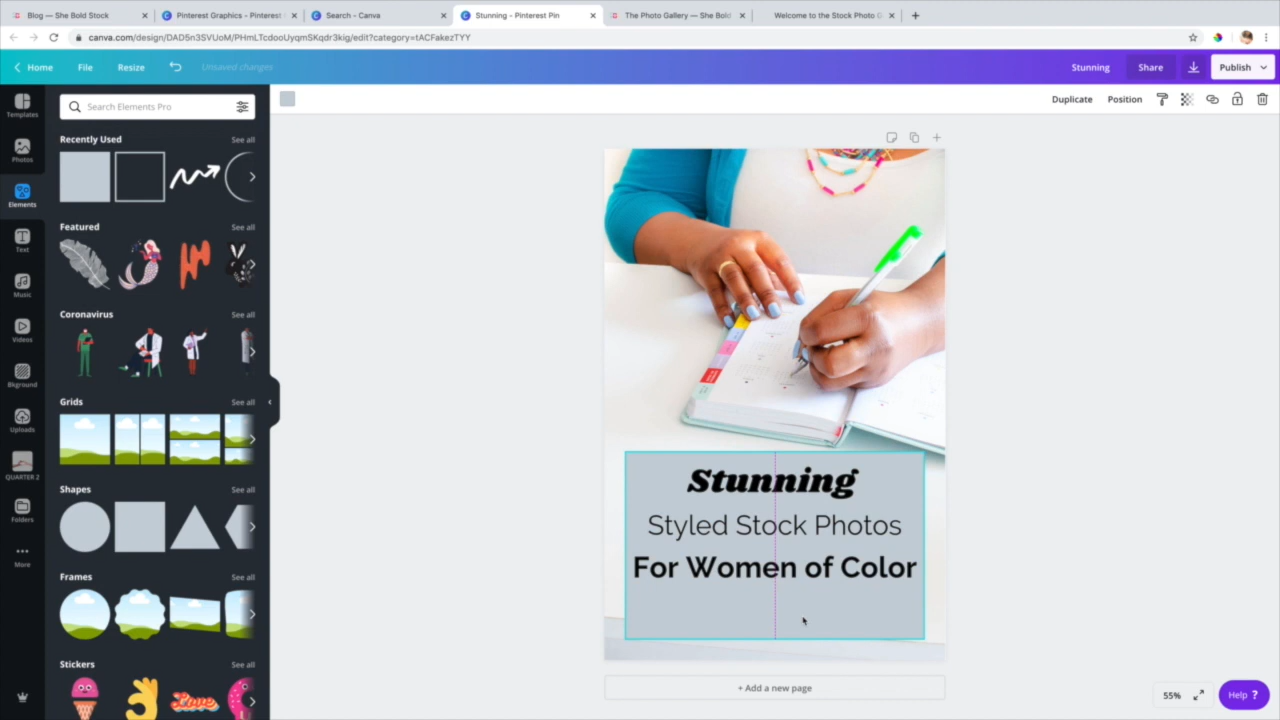 Blog — She Bold Stock
Pinterest Graphics - Pinterest
Search - Canva
Stunning - Pinterest Pin
The Photo Gallery — She Bold
Welcome to the Stock Photo G
canva.com/design/DAD5n3SVUoM/PHmLTcdooUyqmSKqdr3kig/edit?category=tACFakezTYY
Home
File
Resize
Unsaved changes
Stunning
Share
Publish
Templates
Photos
Elements
Text
Music
Videos
Bkground
Uploads
QUARTER 2
Folders
More
Search Elements Pro
Recently Used See all
Featured See all
Coronavirus See all
Grids See all
Shapes See all
Frames See all
Stickers See all
Love
Duplicate
Position
Stunning
Styled Stock Photos
For Women of Color
+ Add a new page
55%
Help ?